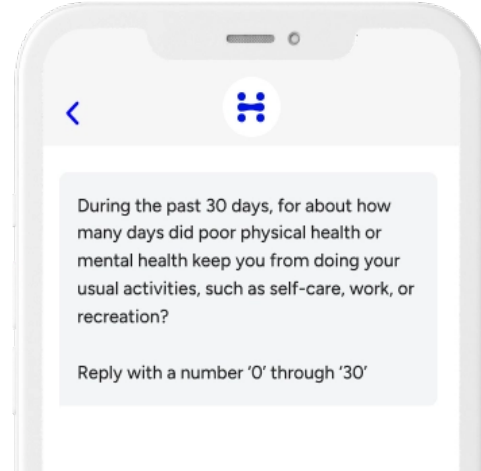 During the past 30 days, for about how
many days did poor physical health or
mental health keep you from doing your
usual activities, such as self-care, work, or
recreation?
Reply with a number ‘0’ through ‘30’